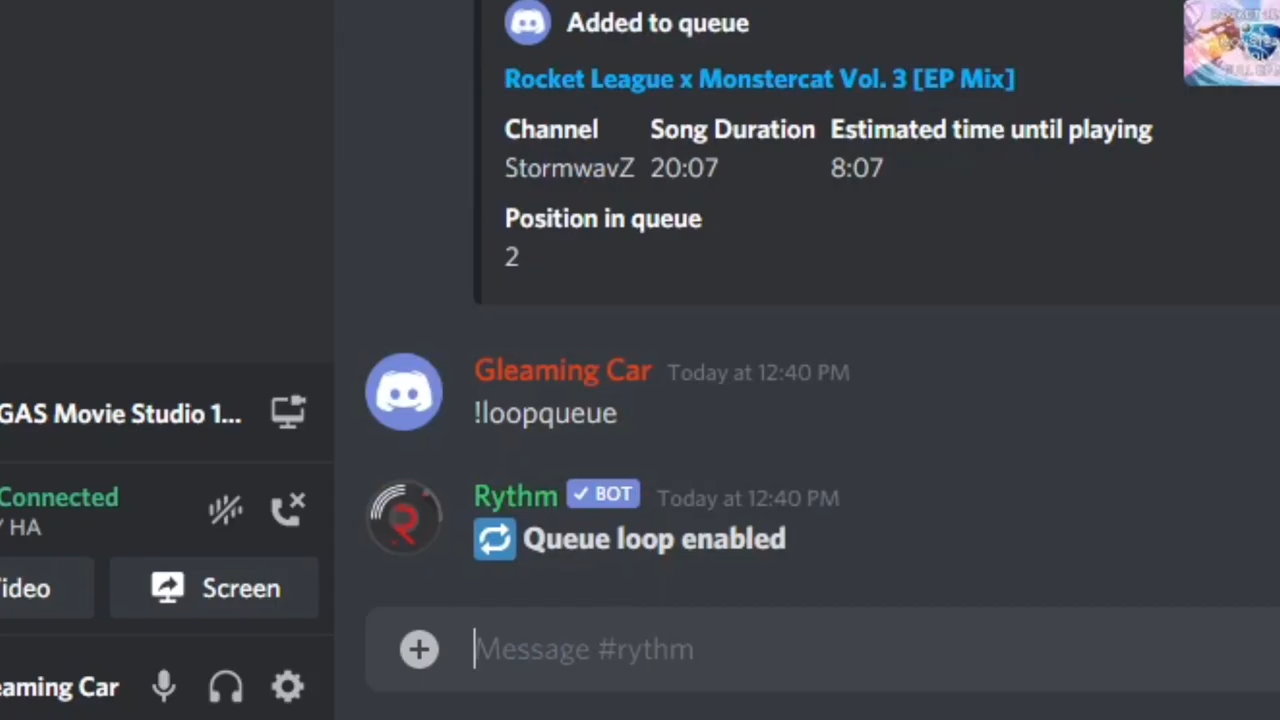 Added to queue
Rocket League x Monstercat Vol. 3 [EP Mix]
Channel Song Duration Estimated time until playing
StormwavZ 20:07 8:07
Position in queue
2
Gleaming Car Today at 12:40 PM
!loopqueue
GAS Movie Studio 1...
Rythm ✓ BOT Today at 12:40 PM
Queue loop enabled
Connected
/ HA
ideo Screen
Message #rythm
eaming Car